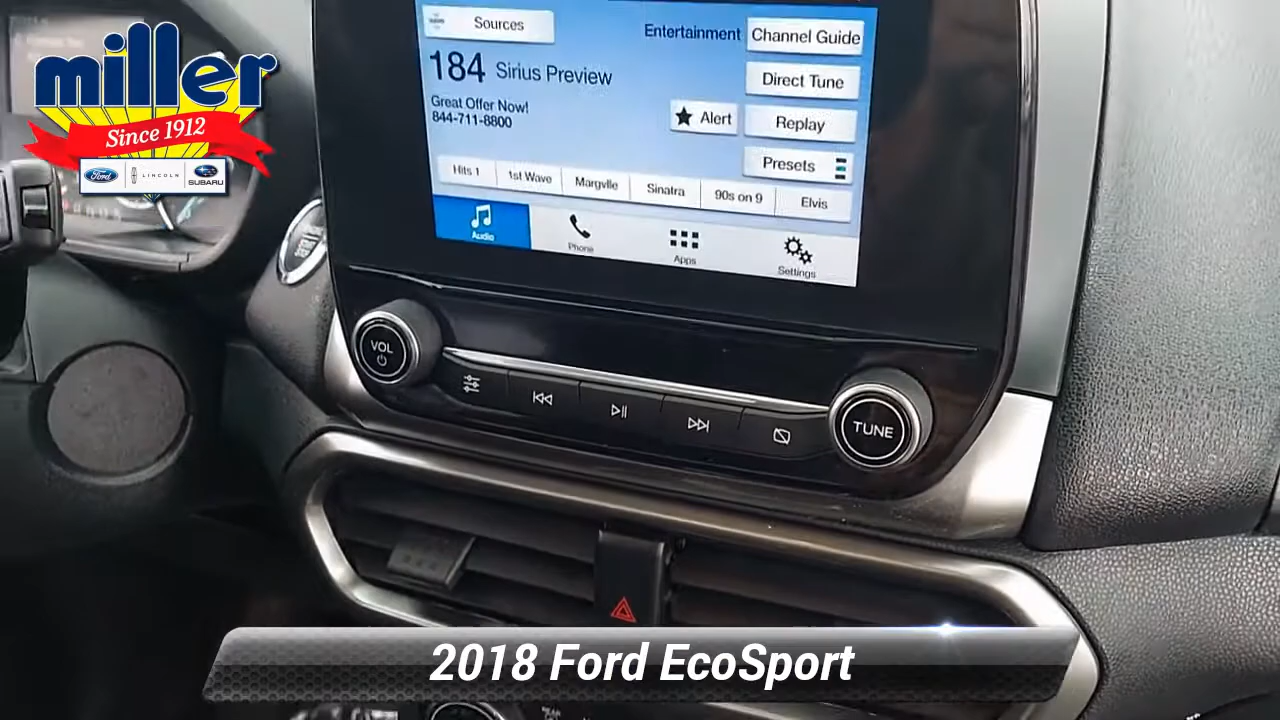 miller
Since 1912
Ford
LINCOLN
SUBARU
Sources
Entertainment
Channel Guide
184 Sirius Preview
Direct Tune
Great Offer Now!
844-711-8800
Alert
Replay
Presets
Hits 1
1st Wave
Margvlle
Sinatra
90s on 9
Elvis
Audio
Phone
Apps
Settings
VOL
TUNE
2018 Ford EcoSport
REAR